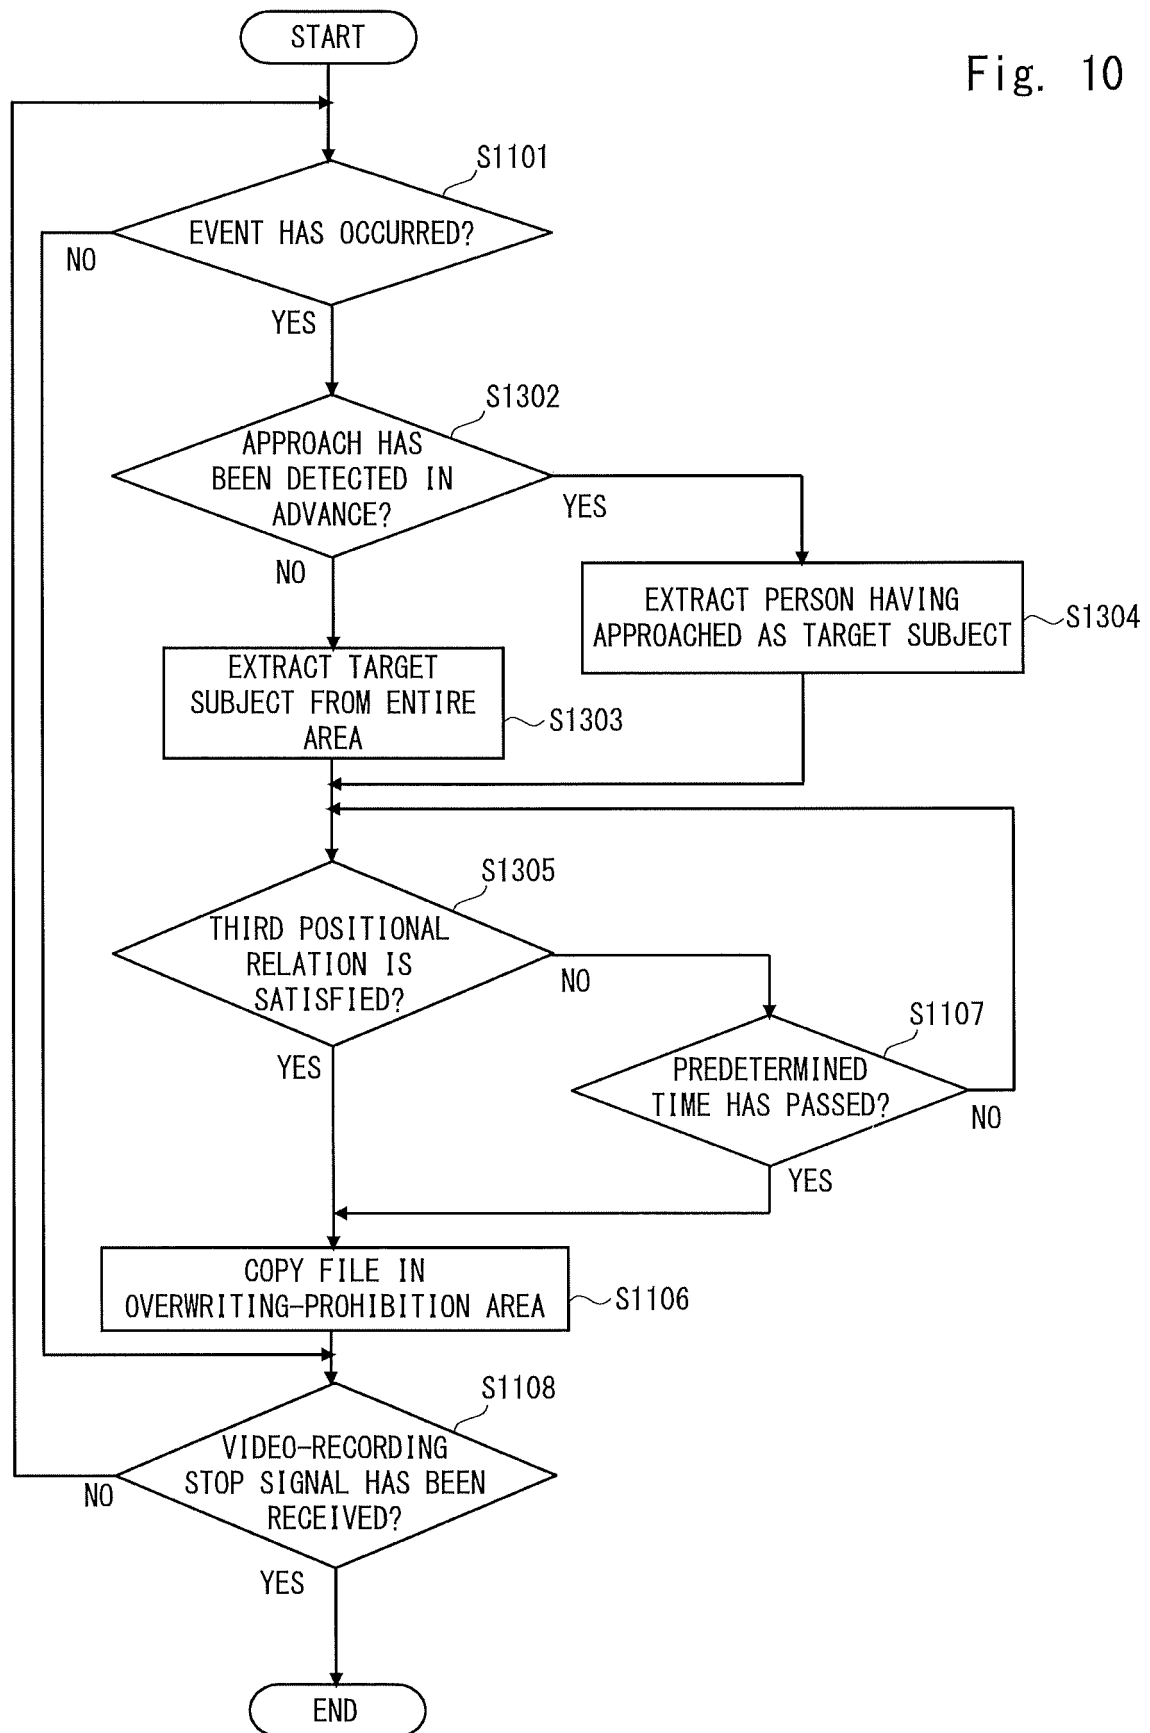 START
Fig. 10
S1101
EVENT HAS OCCURRED?
NO
YES
S1302
APPROACH HAS
BEEN DETECTED IN
ADVANCE?
YES
NO
EXTRACT PERSON HAVING
APPROACHED AS TARGET SUBJECT
S1304
EXTRACT TARGET
SUBJECT FROM ENTIRE
AREA
S1303
S1305
THIRD POSITIONAL
RELATION IS
SATISFIED?
NO
YES
S1107
PREDETERMINED
TIME HAS PASSED?
NO
YES
COPY FILE IN
OVERWRITING-PROHIBITION AREA
S1106
S1108
VIDEO-RECORDING
STOP SIGNAL HAS BEEN
RECEIVED?
NO
YES
END